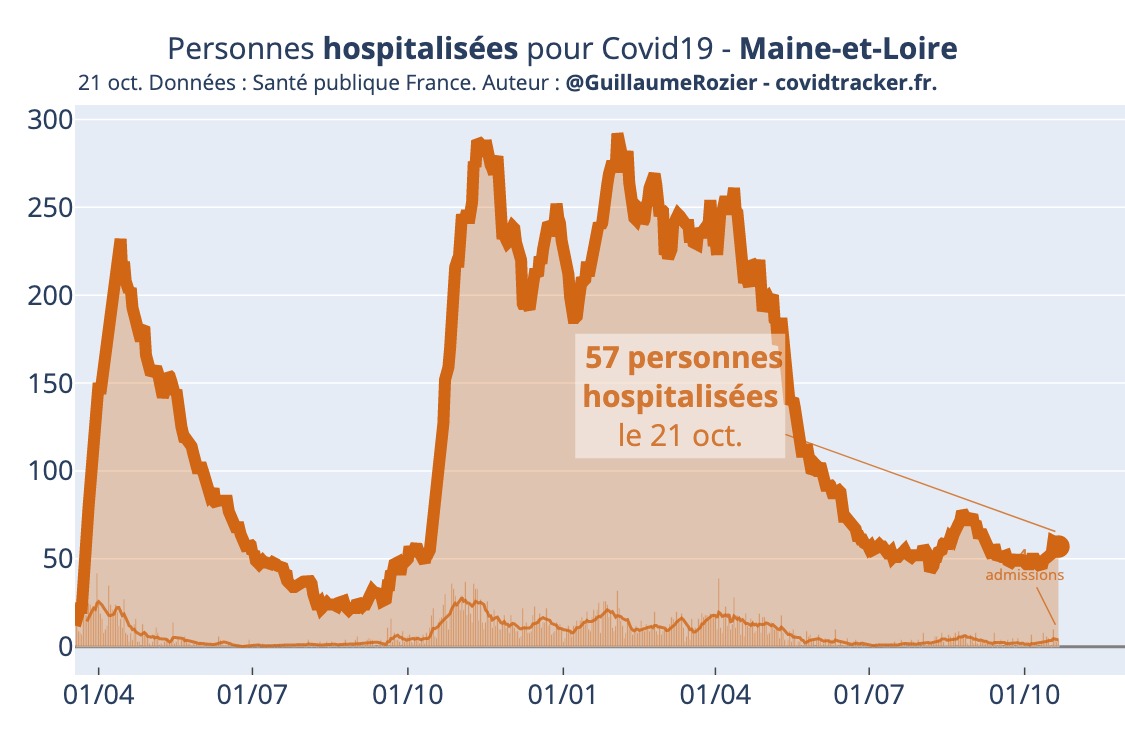 Personnes hospitalisées pour Covid19 - Maine-et-Loire
21 oct. Données : Santé publique France. Auteur : @GuillaumeRozier - covidtracker.fr.
300
250
200
150
100
50
0
57 personnes
hospitalisées
le 21 oct.
admissions
01/04 01/07 01/10 01/01 01/04 01/07 01/10